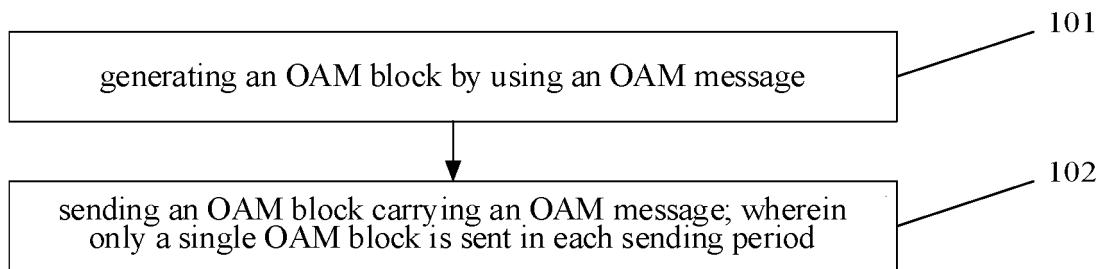 101
generating an OAM block by using an OAM message
102
sending an OAM block carrying an OAM message; wherein
only a single OAM block is sent in each sending period